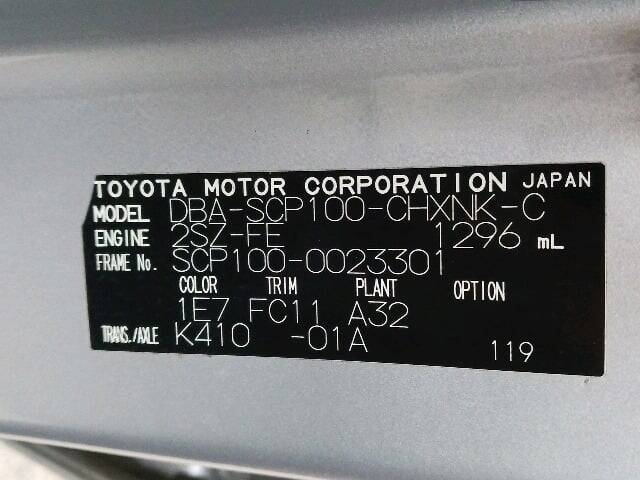 TOYOTA MOTOR CORPORATION JAPAN
MODEL DBA-SCP100-CHXNK-C
ENGINE 2SZ-FE 1296 mL
FRAME No. SCP100-0023301
COLOR TRIM PLANT OPTION
1E7 FC11 A32
TRANS./AXLE K410 -01A
119